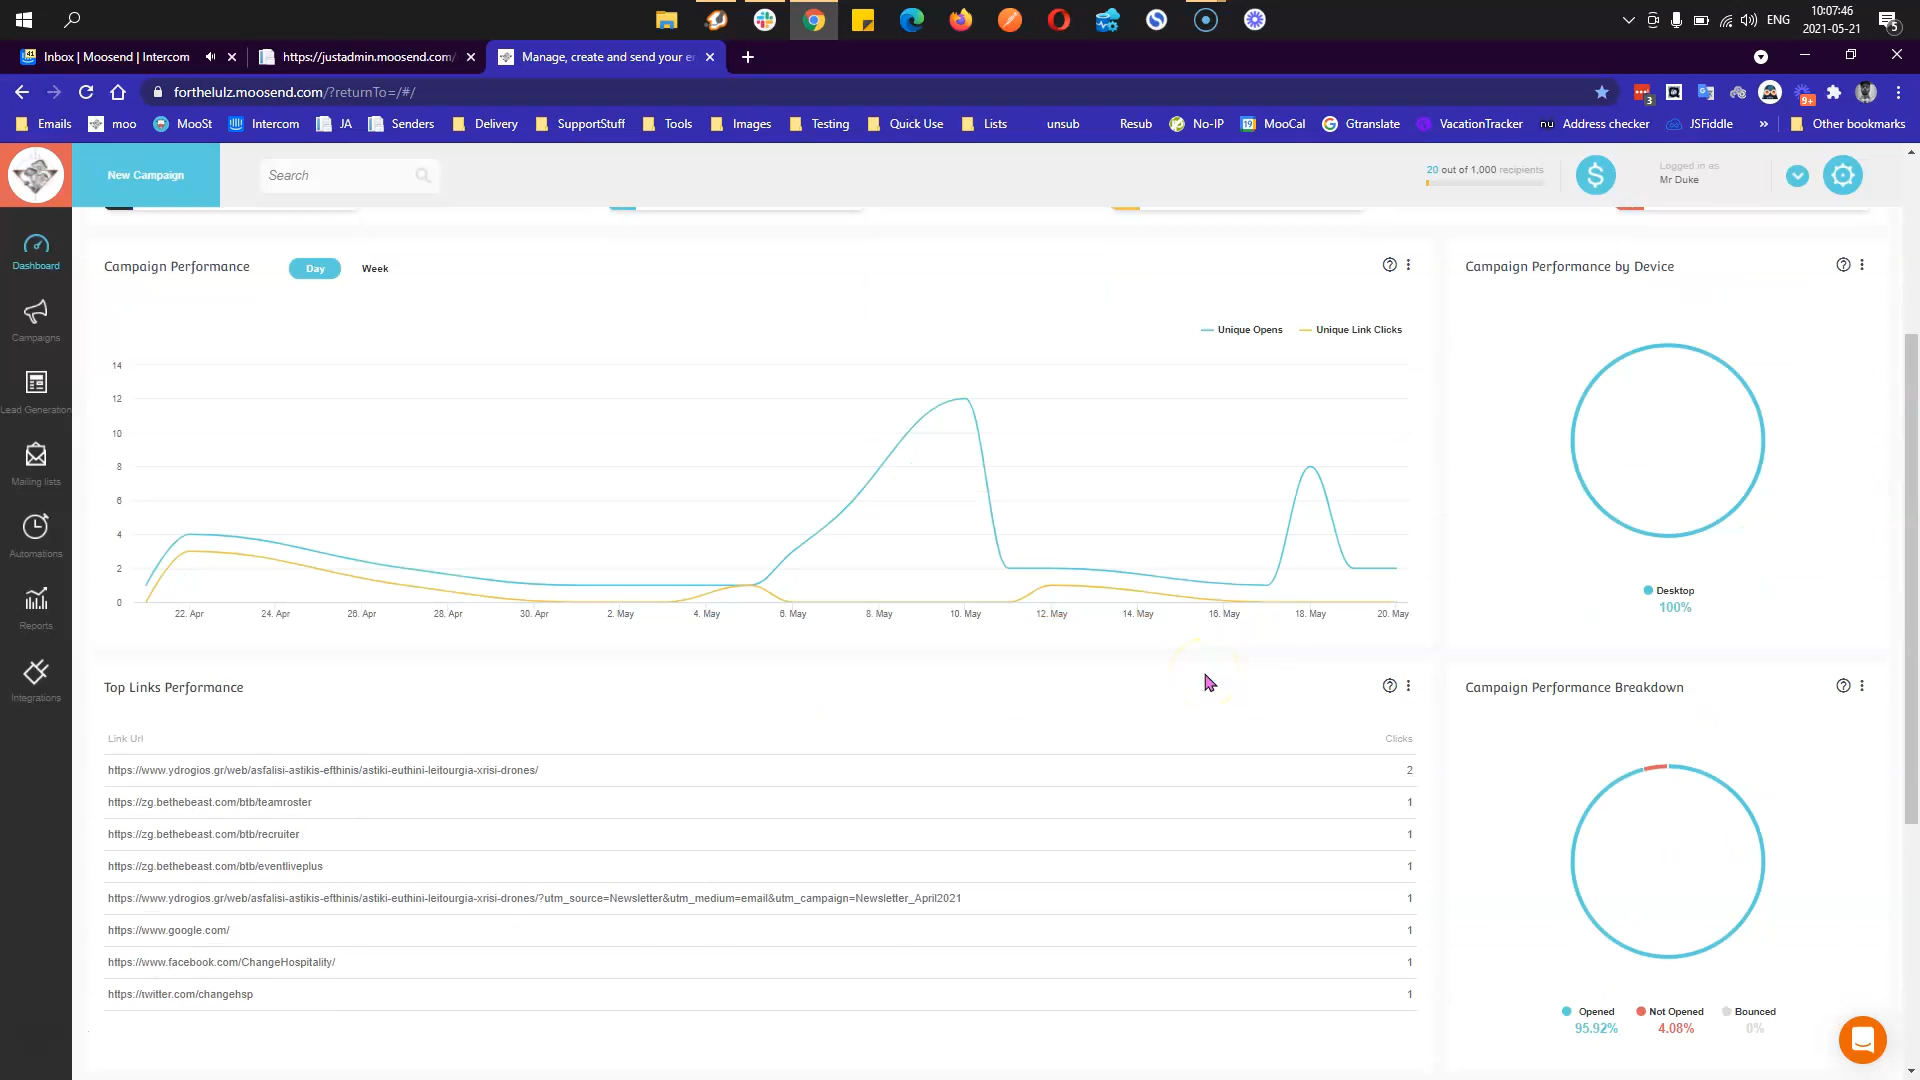 ENG
10:07:46
2021-05-21
5
Inbox | Moosend | Intercom
https://justadmin.moosend.com/
Manage, create and send your e
forthelulz.moosend.com/?returnTo=/#/
3
9+
Emails
moo
MooSt
Intercom
JA
Senders
Delivery
SupportStuff
Tools
Images
Testing
Quick Use
Lists
unsub
Resub
No-IP
MooCal
Gtranslate
VacationTracker
nu Address checker
JSFiddle
»
Other bookmarks
New Campaign
Search
20 out of 1,000 recipients
$
Logged in as
Mr Duke
Dashboard
Campaigns
Lead Generation
Mailing lists
Automations
Reports
Integrations
Campaign Performance
Day
Week
Unique Opens
Unique Link Clicks
14
12
10
8
6
4
2
0
22. Apr
24. Apr
26. Apr
28. Apr
30. Apr
2. May
4. May
6. May
8. May
10. May
12. May
14. May
16. May
18. May
20. May
Campaign Performance by Device
Desktop
100%
Top Links Performance
Link Url
Clicks
https://www.ydrogios.gr/web/asfalisi-astikis-efthinis/astiki-euthini-leitourgia-xrisi-drones/ 2
https://zg.bethebeast.com/btb/teamroster 1
https://zg.bethebeast.com/btb/recruiter 1
https://zg.bethebeast.com/btb/eventliveplus 1
https://www.ydrogios.gr/web/asfalisi-astikis-efthinis/astiki-euthini-leitourgia-xrisi-drones/?utm_source=Newsletter&utm_medium=email&utm_campaign=Newsletter_April2021 1
https://www.google.com/ 1
https://www.facebook.com/ChangeHospitality/ 1
https://twitter.com/changehsp 1
Campaign Performance Breakdown
Opened
95.92%
Not Opened
4.08%
Bounced
0%